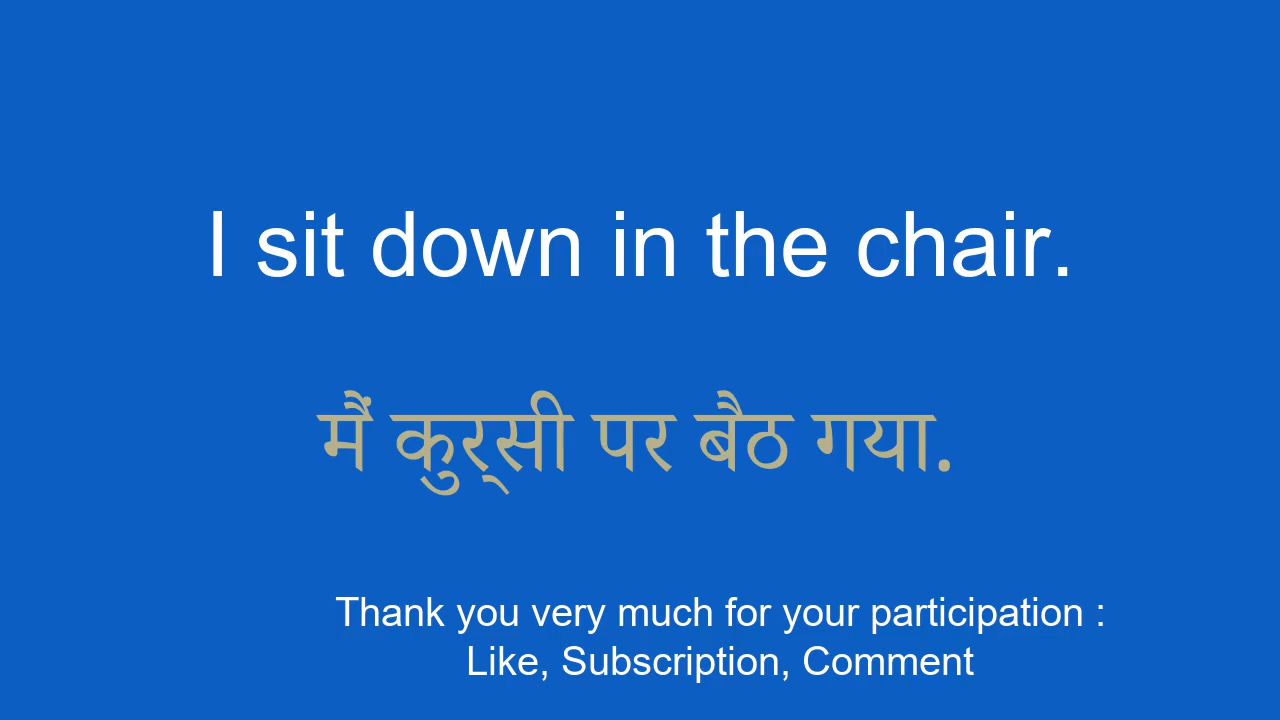 I sit down in the chair.
मैं कुर्‌सी पर बैठ गया.
Thank you very much for your participation :
Like, Subscription, Comment